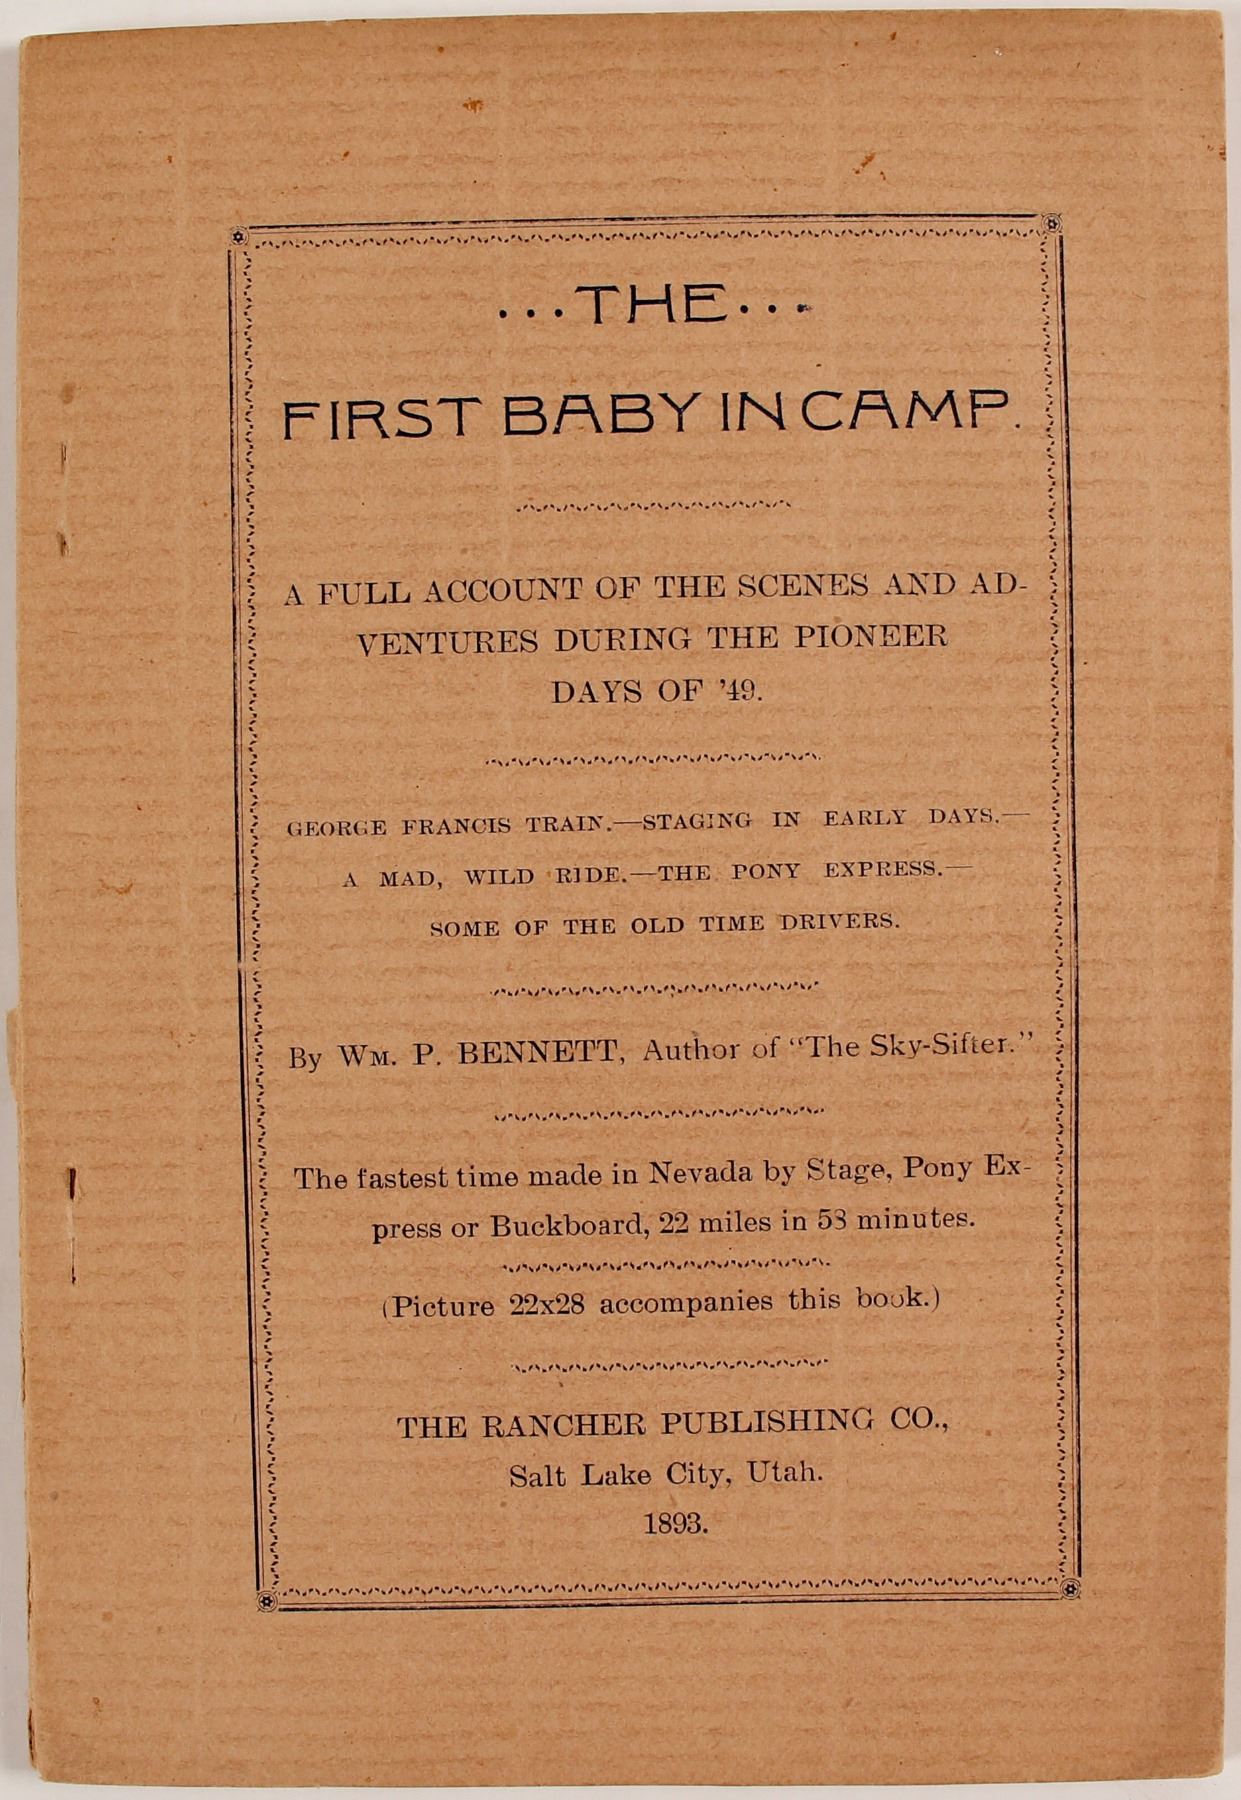 ...THE...
FIRST BABY IN CAMP.
A FULL ACCOUNT OF THE SCENES AND AD-
VENTURES DURING THE PIONEER
DAYS OF '49.
GEORGE FRANCIS TRAIN.—STAGING IN EARLY DAYS.—
A MAD, WILD RIDE.—THE PONY EXPRESS.—
SOME OF THE OLD TIME DRIVERS.
By WM. P. BENNETT, Author of "The Sky-Sifter."
The fastest time made in Nevada by Stage, Pony Ex-
press or Buckboard, 22 miles in 53 minutes.
(Picture 22x28 accompanies this book.)
THE RANCHER PUBLISHING CO.,
Salt Lake City, Utah.
1893.